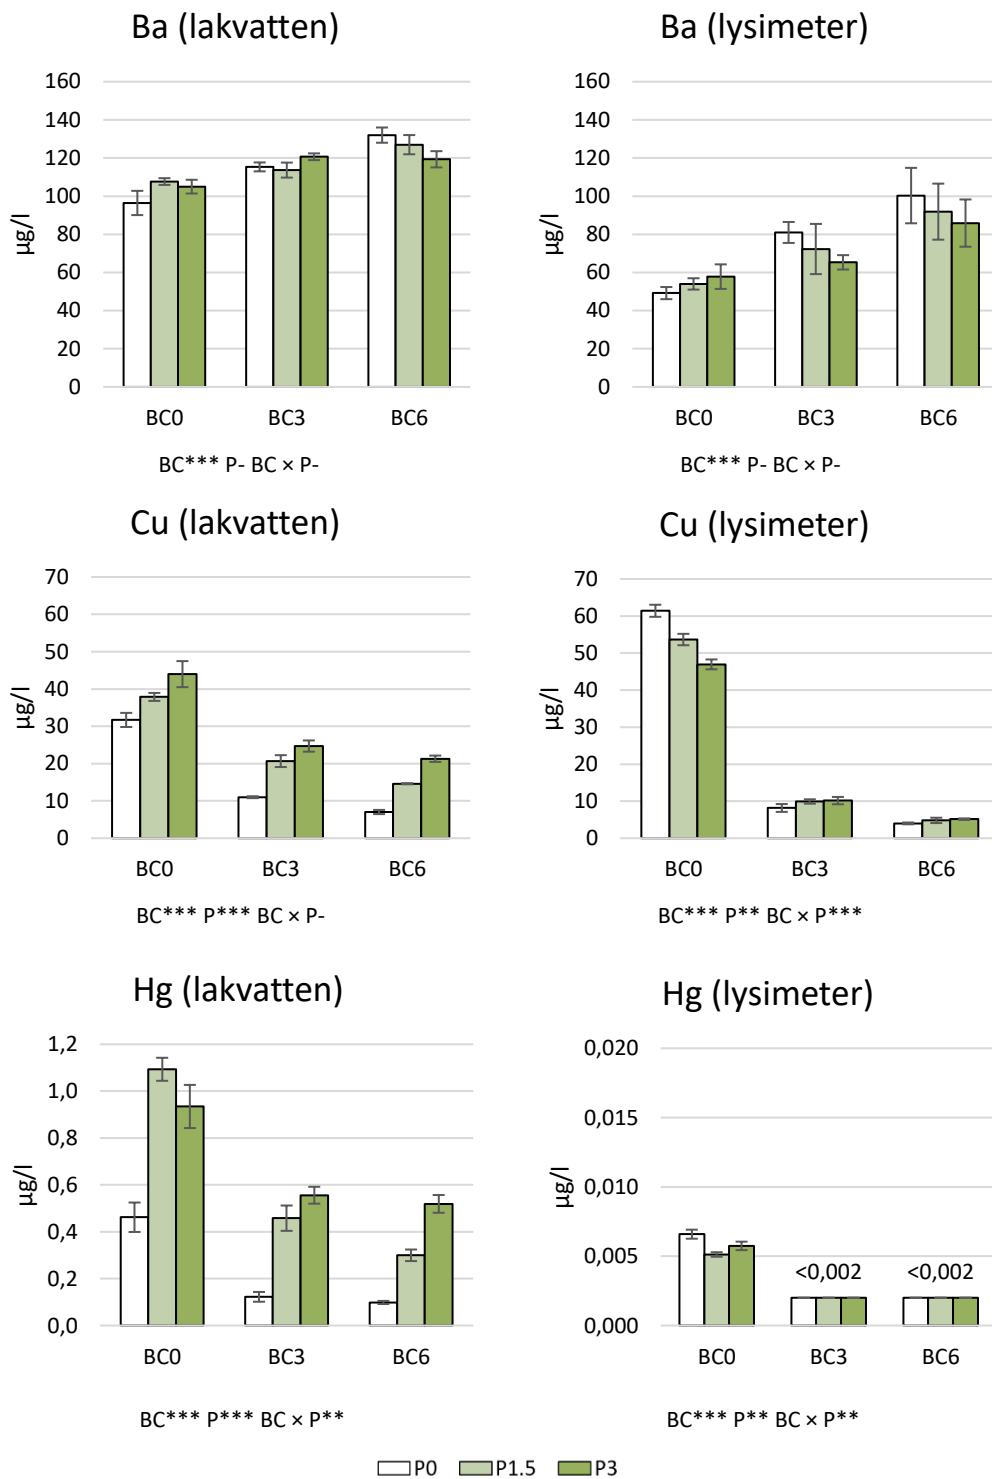 Ba (lakvatten)
160
140
120
100
80
60
40
20
0
µg/l
BC0 BC3 BC6
BC*** P- BC × P-
Ba (lysimeter)
160
140
120
100
80
60
40
20
0
µg/l
BC0 BC3 BC6
BC*** P- BC × P-
Cu (lakvatten)
70
60
50
40
30
20
10
0
µg/l
BC0 BC3 BC6
BC*** P*** BC × P-
Cu (lysimeter)
70
60
50
40
30
20
10
0
µg/l
BC0 BC3 BC6
BC*** P** BC × P***
Hg (lakvatten)
1,2
1,0
0,8
0,6
0,4
0,2
0,0
µg/l
BC0 BC3 BC6
BC*** P*** BC × P**
Hg (lysimeter)
0,020
0,015
0,010
0,005
0,000
µg/l
<0,002 <0,002
BC0 BC3 BC6
BC*** P** BC × P**
P0 P1.5 P3